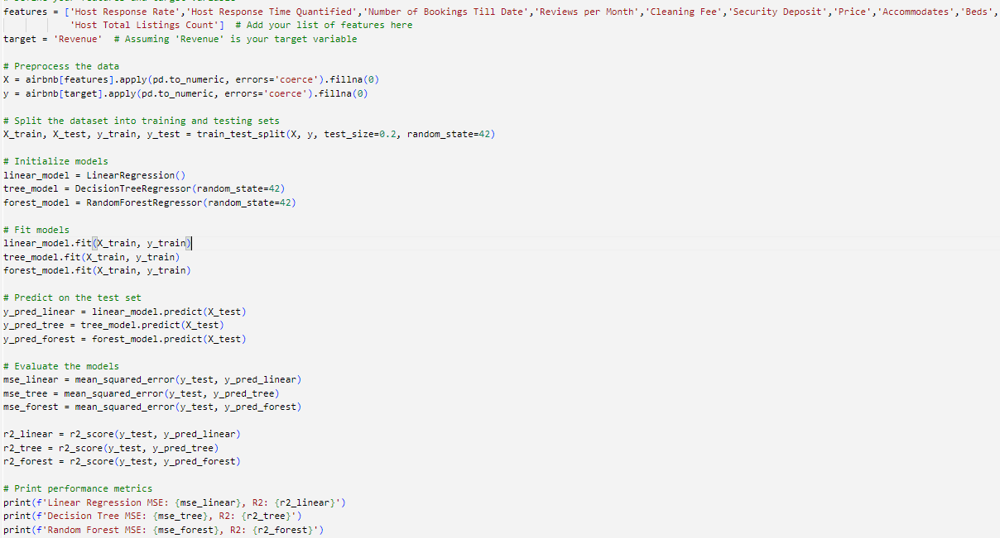 features = ['Host Response Rate','Host Response Time Quantified','Number of Bookings Till Date','Reviews per Month','Cleaning Fee','Security Deposit','Price','Accommodates','Beds',
'Host Total Listings Count']  # Add your list of features here
target = 'Revenue'  # Assuming 'Revenue' is your target variable
# Preprocess the data
X = airbnb[features].apply(pd.to_numeric, errors='coerce').fillna(0)
y = airbnb[target].apply(pd.to_numeric, errors='coerce').fillna(0)
# Split the dataset into training and testing sets
X_train, X_test, y_train, y_test = train_test_split(X, y, test_size=0.2, random_state=42)
# Initialize models
linear_model = LinearRegression()
tree_model = DecisionTreeRegressor(random_state=42)
forest_model = RandomForestRegressor(random_state=42)
# Fit models
linear_model.fit(X_train, y_train)
tree_model.fit(X_train, y_train)
forest_model.fit(X_train, y_train)
# Predict on the test set
y_pred_linear = linear_model.predict(X_test)
y_pred_tree = tree_model.predict(X_test)
y_pred_forest = forest_model.predict(X_test)
# Evaluate the models
mse_linear = mean_squared_error(y_test, y_pred_linear)
mse_tree = mean_squared_error(y_test, y_pred_tree)
mse_forest = mean_squared_error(y_test, y_pred_forest)
r2_linear = r2_score(y_test, y_pred_linear)
r2_tree = r2_score(y_test, y_pred_tree)
r2_forest = r2_score(y_test, y_pred_forest)
# Print performance metrics
print(f'Linear Regression MSE: {mse_linear}, R2: {r2_linear}')
print(f'Decision Tree MSE: {mse_tree}, R2: {r2_tree}')
print(f'Random Forest MSE: {mse_forest}, R2: {r2_forest}')